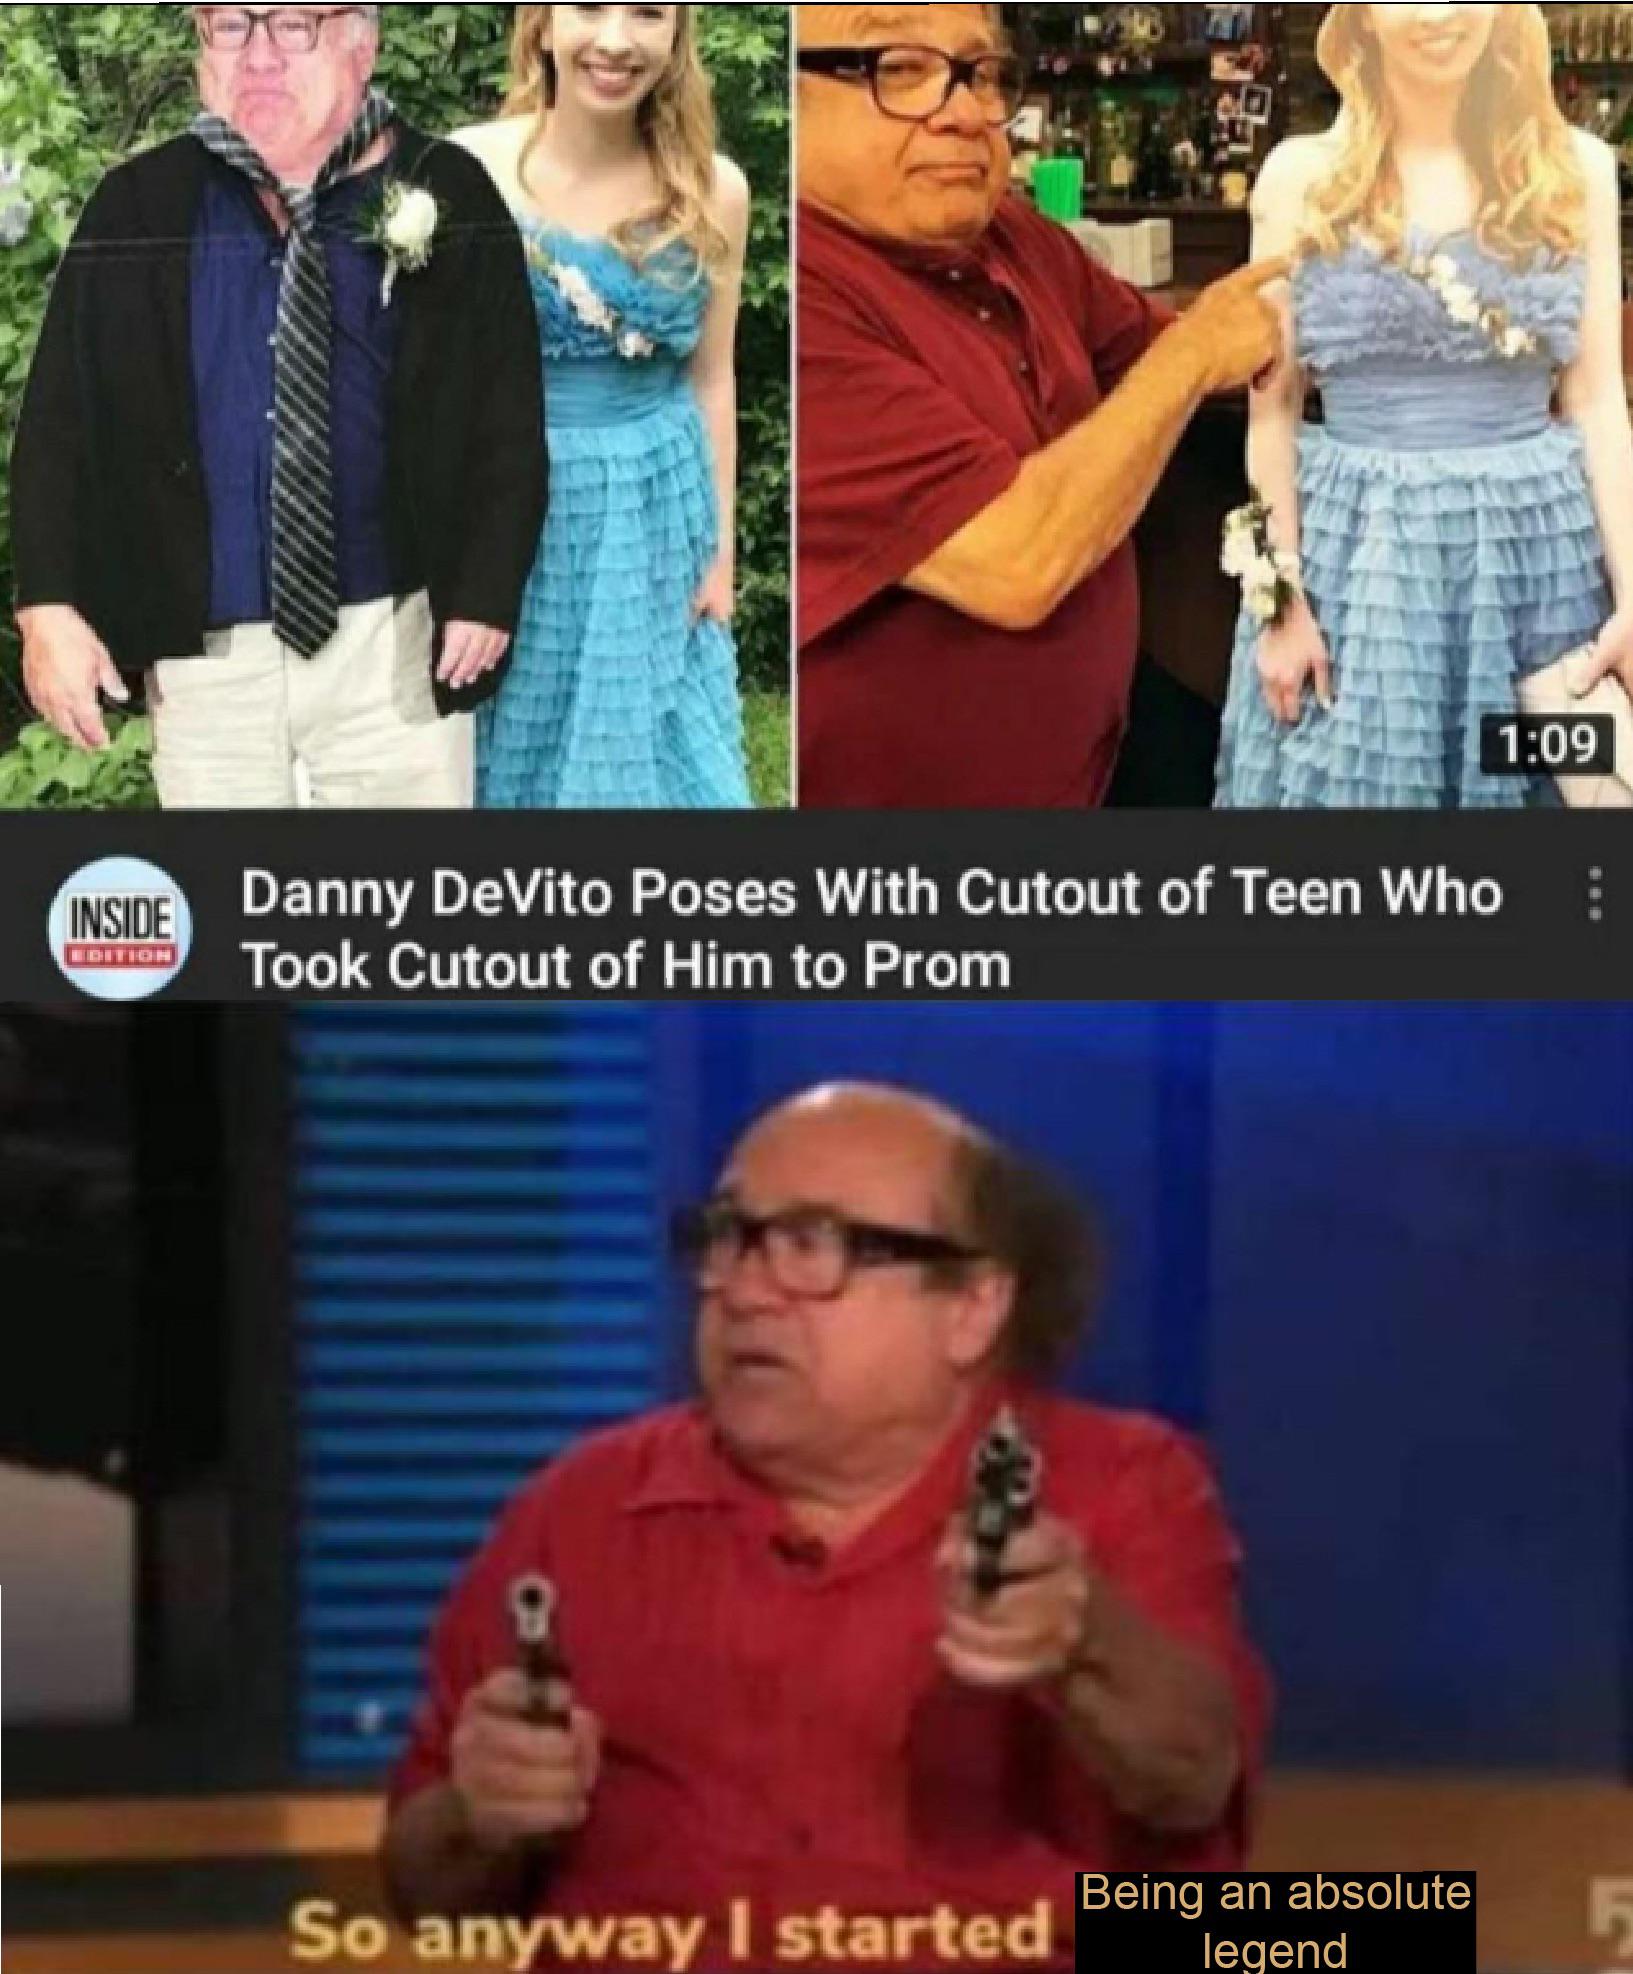 1:09
INSIDE
EDITION
Danny DeVito Poses With Cutout of Teen Who
Took Cutout of Him to Prom
So anyway I started
Being an absolute
legend
5